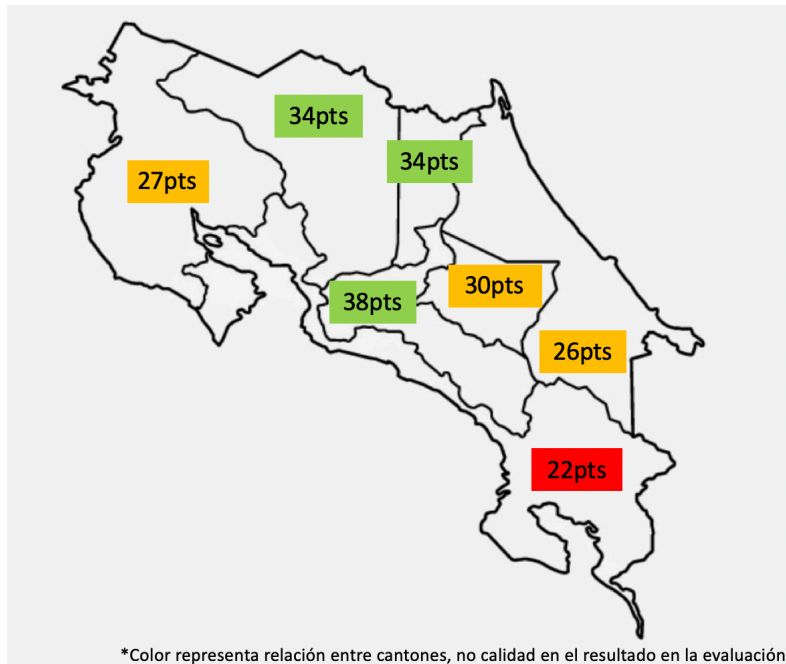 34pts
34pts
27pts
30pts
38pts
26pts
22pts
*Color representa relación entre cantones, no calidad en el resultado en la evaluación